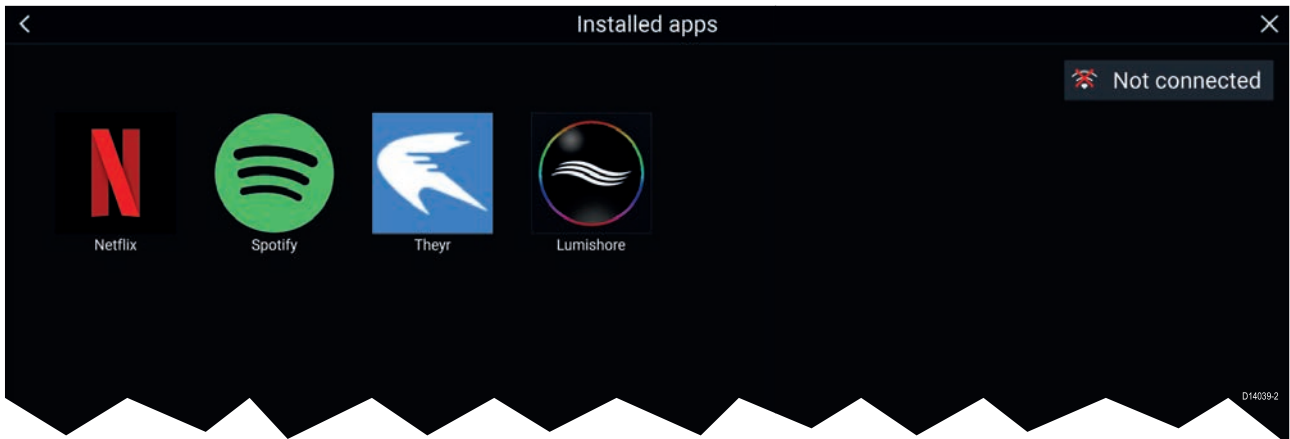 Installed apps
Not connected
N
Netflix
Spotify
Theyr
Lumishore
D14039-2